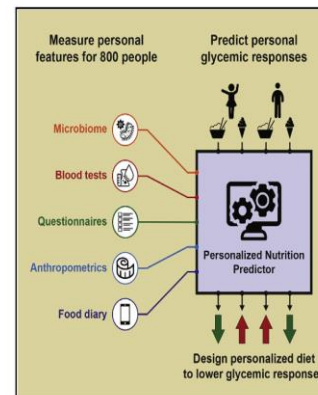 Measure personal
features for 800 people
Predict personal
glycemic responses
Microbiome
Blood tests
Questionnaires
Anthropometrics
Food diary
Personalized Nutrition
Predictor
Design personalized diet
to lower glycemic response